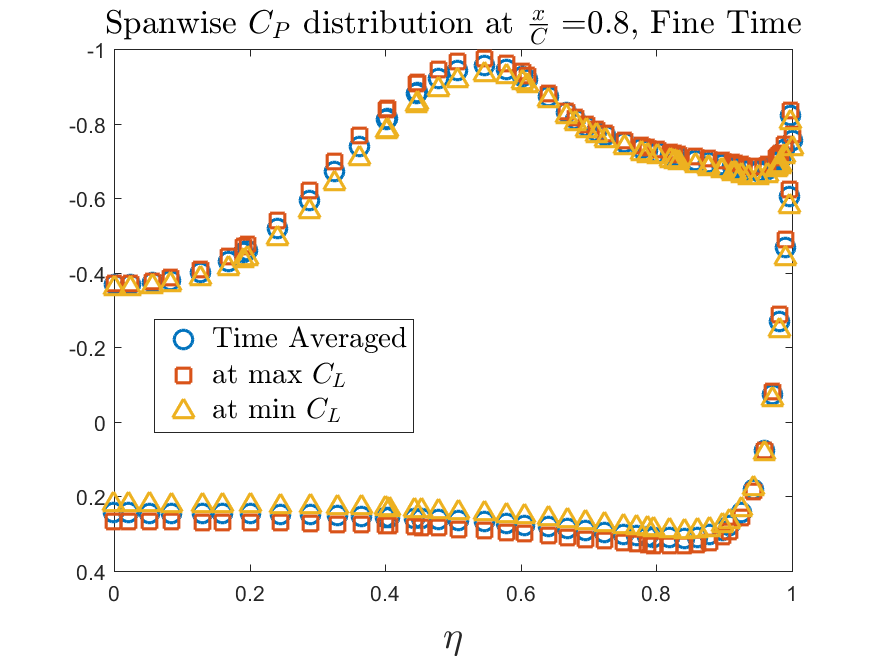 Spanwise C_P distribution at x/C =0.8, Fine Time
-1
-0.8
-0.6
-0.4
-0.2
0
0.2
0.4
Time Averaged
at max C_L
at min C_L
0 0.2 0.4 0.6 0.8 1
η